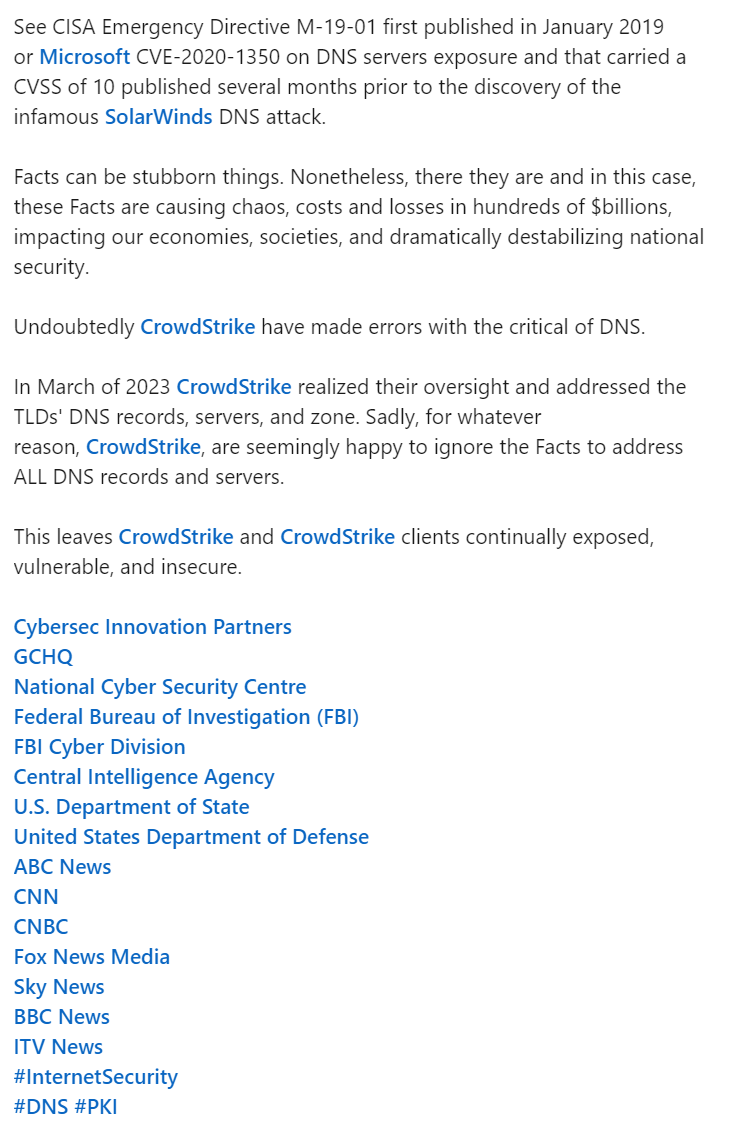 See CISA Emergency Directive M-19-01 first published in January 2019
or Microsoft CVE-2020-1350 on DNS servers exposure and that carried a
CVSS of 10 published several months prior to the discovery of the
infamous SolarWinds DNS attack.
Facts can be stubborn things. Nonetheless, there they are and in this case,
these Facts are causing chaos, costs and losses in hundreds of $billions,
impacting our economies, societies, and dramatically destabilizing national
security.
Undoubtedly CrowdStrike have made errors with the critical of DNS.
In March of 2023 CrowdStrike realized their oversight and addressed the
TLDs' DNS records, servers, and zone. Sadly, for whatever
reason, CrowdStrike, are seemingly happy to ignore the Facts to address
ALL DNS records and servers.
This leaves CrowdStrike and CrowdStrike clients continually exposed,
vulnerable, and insecure.
Cybersec Innovation Partners
GCHQ
National Cyber Security Centre
Federal Bureau of Investigation (FBI)
FBI Cyber Division
Central Intelligence Agency
U.S. Department of State
United States Department of Defense
ABC News
CNN
CNBC
Fox News Media
Sky News
BBC News
ITV News
#InternetSecurity
#DNS #PKI